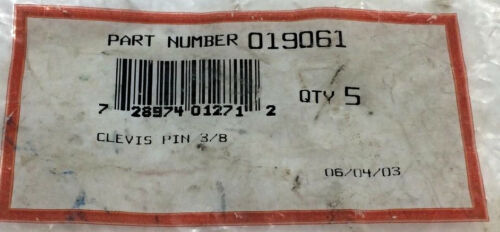 PART NUMBER 019061
7 28974 01271 2
QTY 5
CLEVIS PIN 3/8
06/04/03